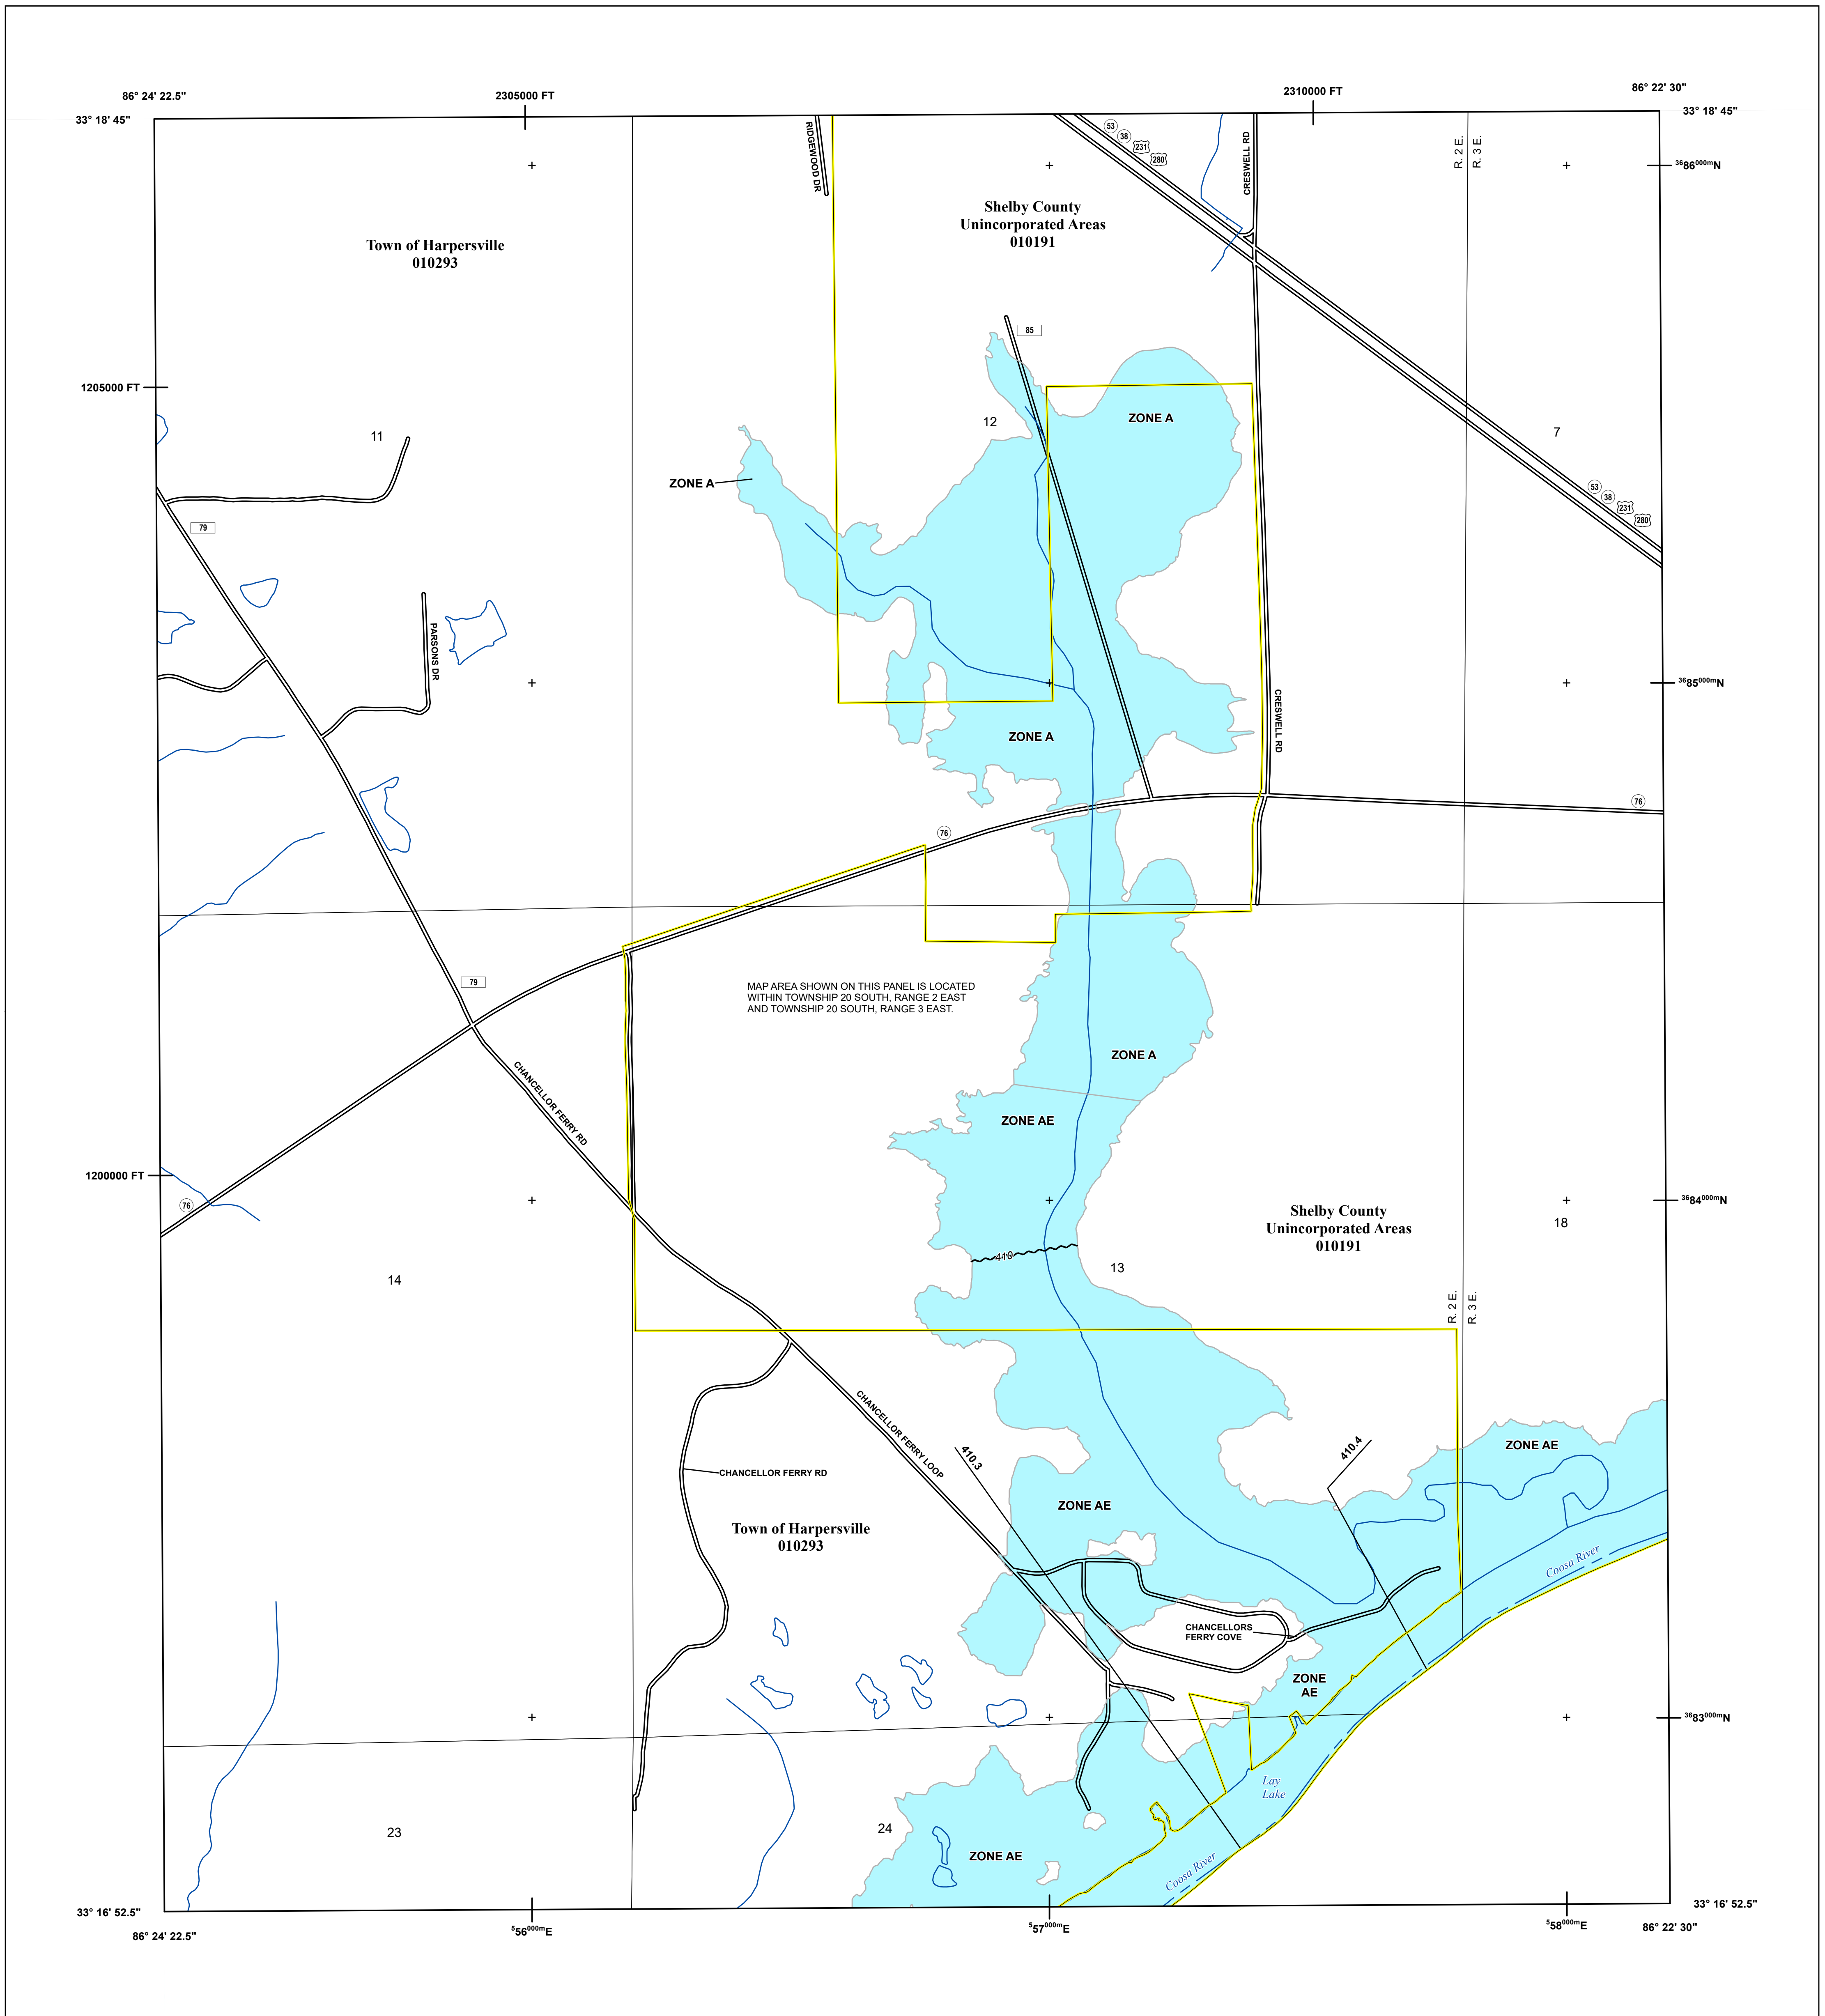 86° 24' 22.5"
2305000 FT
2310000 FT
86° 22' 30"
33° 18' 45"
33° 18' 45"
RIDGEWOOD DR
53
38
231
280
CRESWELL RD
R. 2 E.
R. 3 E.
3686000mN
Shelby County
Unincorporated Areas
010191
Town of Harpersville
010293
85
1205000 FT
12
ZONE A
11
7
ZONE A
53
38
231
280
79
PARSONS DR
3685000mN
CRESWELL RD
ZONE A
76
76
79
MAP AREA SHOWN ON THIS PANEL IS LOCATED
WITHIN TOWNSHIP 20 SOUTH, RANGE 2 EAST
AND TOWNSHIP 20 SOUTH, RANGE 3 EAST.
ZONE A
CHANCELLOR FERRY RD
ZONE AE
1200000 FT
76
3684000mN
Shelby County
Unincorporated Areas
010191
18
410
13
14
R. 2 E.
R. 3 E.
CHANCELLOR FERRY LOOP
410.3
410.4
ZONE AE
CHANCELLOR FERRY RD
ZONE AE
Town of Harpersville
010293
Coosa River
CHANCELLORS
FERRY COVE
ZONE
AE
3683000mN
Lay
Lake
23
24
ZONE AE
Coosa River
33° 16' 52.5"
33° 16' 52.5"
86° 24' 22.5"
556000mE
557000mE
558000mE
86° 22' 30"